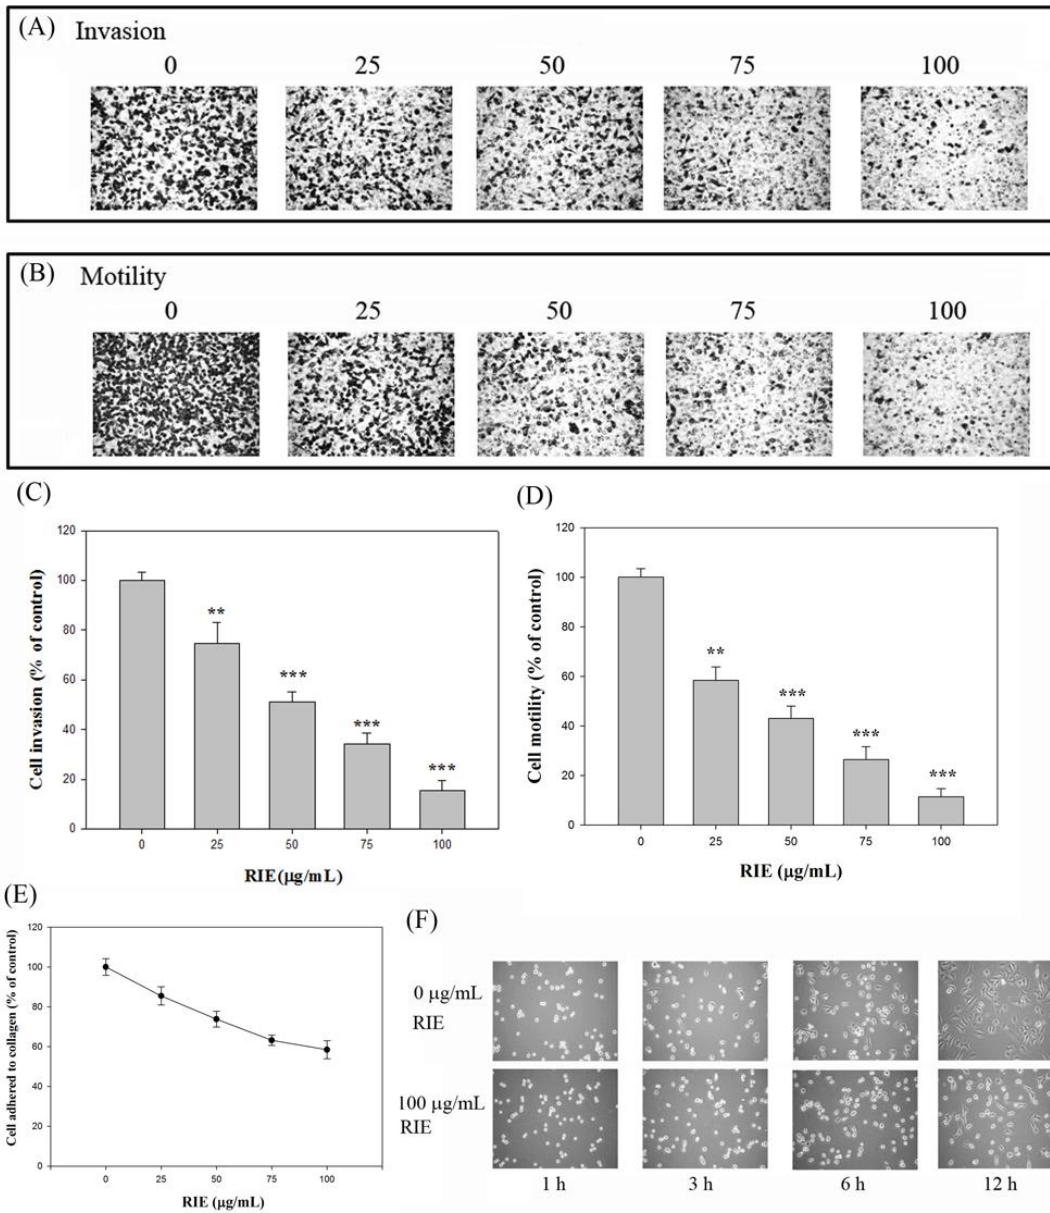 (A) Invasion
0 25 50 75 100
(B) Motility
0 25 50 75 100
(C)
120
100
80
60
40
20
0
Cell invasion (% of control)
**
***
***
***
0 25 50 75 100
RIE(μg/mL)
(D)
120
100
80
60
40
20
0
Cell motility (% of control)
**
***
***
***
0 25 50 75 100
RIE (μg/mL)
(E)
120
100
80
60
40
20
0
Cell adhered to collagen (% of control)
0 25 50 75 100
RIE (μg/mL)
(F)
0 μg/mL
RIE
100 μg/mL
RIE
1 h 3 h 6 h 12 h